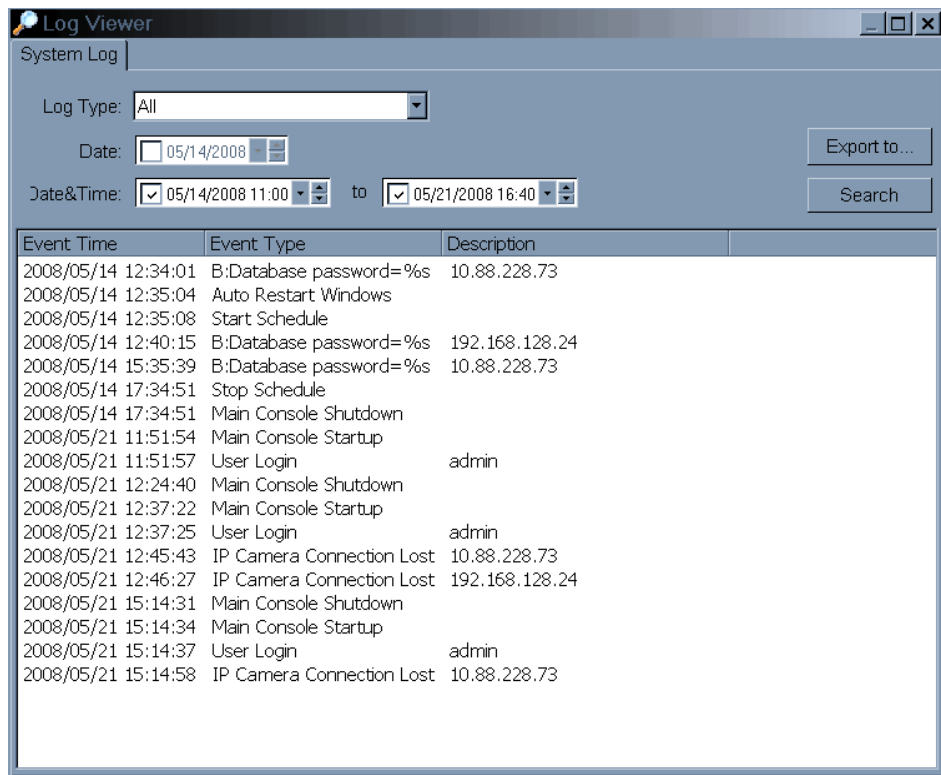 Log Viewer
System Log
Log Type: All
Date: 05/14/2008
Export to...
Date&Time: 05/14/2008 11:00 to 05/21/2008 16:40
Search
Event Time Event Type Description
2008/05/14 12:34:01 B:Database password=%s 10.88.228.73
2008/05/14 12:35:04 Auto Restart Windows
2008/05/14 12:35:08 Start Schedule
2008/05/14 12:40:15 B:Database password=%s 192.168.128.24
2008/05/14 15:35:39 B:Database password=%s 10.88.228.73
2008/05/14 17:34:51 Stop Schedule
2008/05/14 17:34:51 Main Console Shutdown
2008/05/21 11:51:54 Main Console Startup
2008/05/21 11:51:57 User Login admin
2008/05/21 12:24:40 Main Console Shutdown
2008/05/21 12:37:22 Main Console Startup
2008/05/21 12:37:25 User Login admin
2008/05/21 12:45:43 IP Camera Connection Lost 10.88.228.73
2008/05/21 12:46:27 IP Camera Connection Lost 192.168.128.24
2008/05/21 15:14:31 Main Console Shutdown
2008/05/21 15:14:34 Main Console Startup
2008/05/21 15:14:37 User Login admin
2008/05/21 15:14:58 IP Camera Connection Lost 10.88.228.73